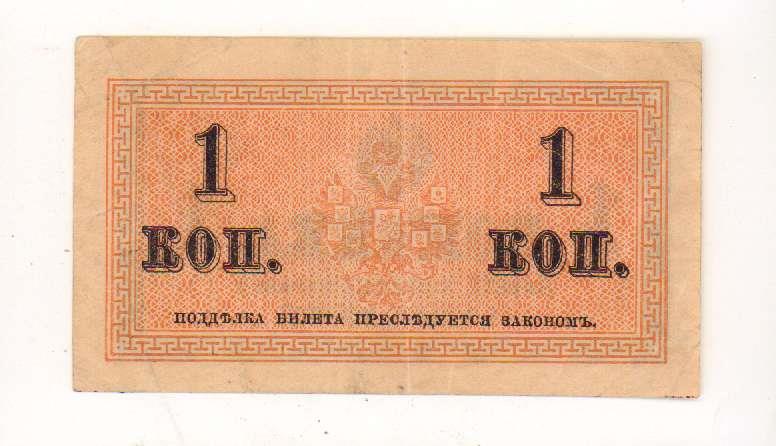 1 1
КОП. КОП.
ПОДДѢЛКА БИЛЕТА ПРЕСЛѢДУЕТСЯ ЗАКОНОМЪ.